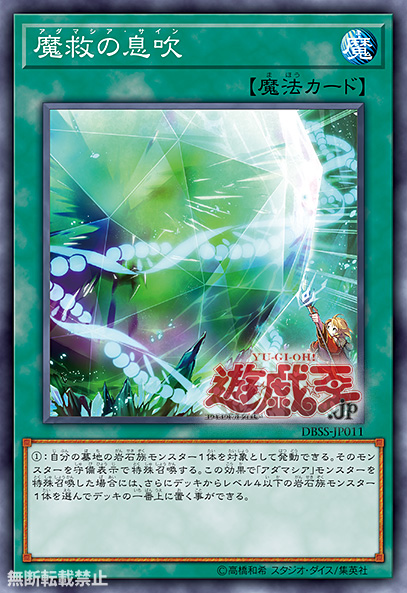 アダマシア・サイン
魔救の息吹
魔
まほう
【魔法カード】
YU-GI-OH!
遊戯王
.JP
DBSS-JP011
①：自分の墓地の岩石族モンスター1体を対象として発動できる。そのモン
スターを守備表示で特殊召喚する。この効果で「アダマシア」モンスターを
特殊召喚した場合には、さらにデッキからレベル4以下の岩石族モンスター
1体を選んでデッキの一番上に置く事ができる。
無断転載禁止
©高橋和希 スタジオ・ダイス/集英社